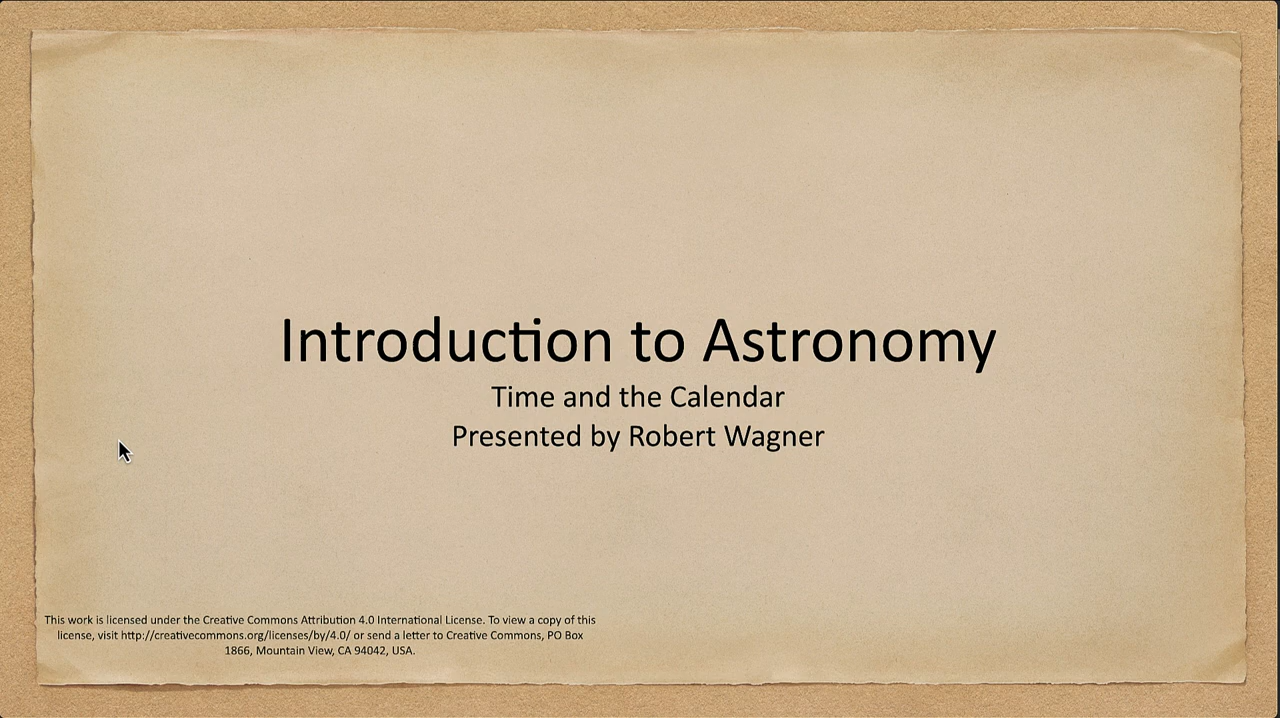 Introduction to Astronomy
Time and the Calendar
Presented by Robert Wagner
This work is licensed under the Creative Commons Attribution 4.0 International License. To view a copy of this
license, visit http://creativecommons.org/licenses/by/4.0/ or send a letter to Creative Commons, PO Box
1866, Mountain View, CA 94042, USA.